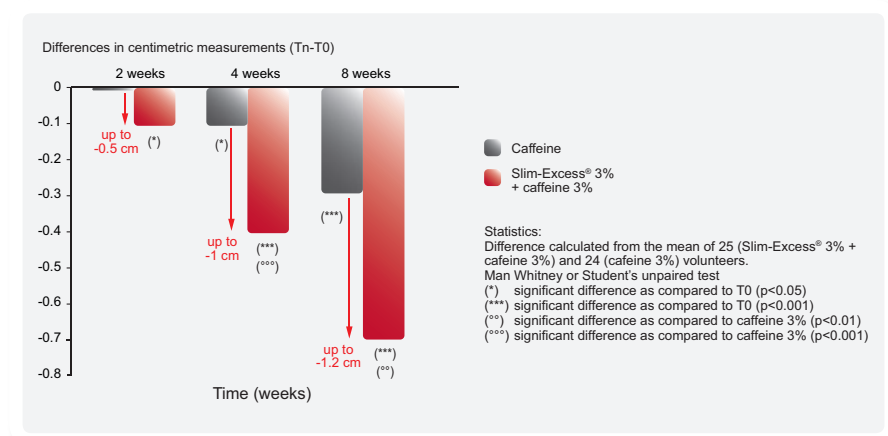 Differences in centimetric measurements (Tn-T0)
2 weeks 4 weeks 8 weeks
0
-0.1
-0.2
-0.3
-0.4
-0.5
-0.6
-0.7
-0.8
up to
-0.5 cm
(*)
(*)
up to
-1 cm
(***)
(°°°)
(***)
up to
-1.2 cm
(***)
(°°)
Time (weeks)
Caffeine
Slim-Excess® 3%
+ caffeine 3%
Statistics:
Difference calculated from the mean of 25 (Slim-Excess® 3% +
cafeine 3%) and 24 (cafeine 3%) volunteers.
Man Whitney or Student's unpaired test
(*) significant difference as compared to T0 (p<0.05)
(***) significant difference as compared to T0 (p<0.001)
(°°) significant difference as compared to caffeine 3% (p<0.01)
(°°°) significant difference as compared to caffeine 3% (p<0.001)